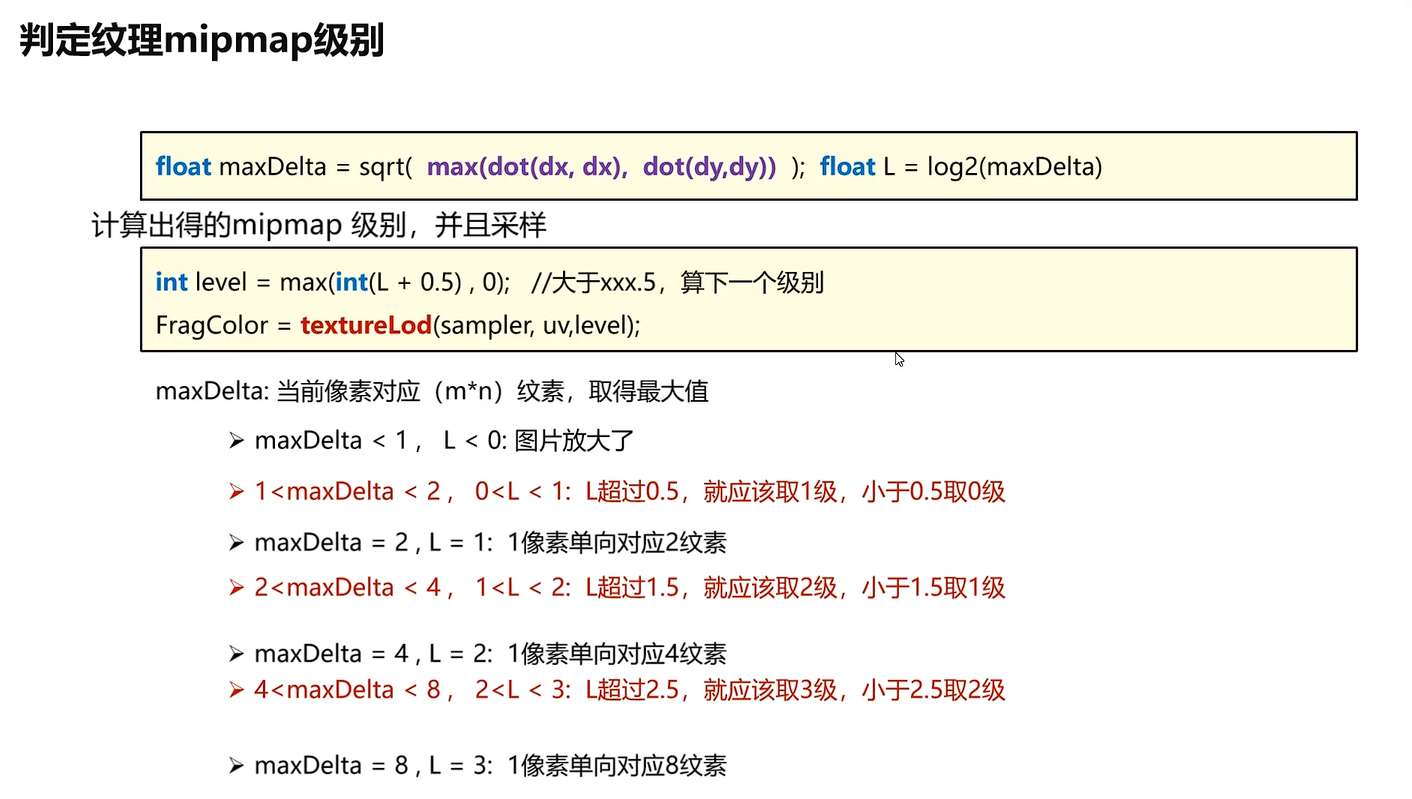 判定纹理mipmap级别
float maxDelta = sqrt( max(dot(dx, dx), dot(dy,dy)) ); float L = log2(maxDelta)
计算出得的mipmap 级别，并且采样
int level = max(int(L + 0.5) , 0); //大于xxx.5，算下一个级别
FragColor = textureLod(sampler, uv,level);
maxDelta: 当前像素对应（m*n）纹素，取得最大值
➢ maxDelta < 1 , L < 0: 图片放大了
➢ 1<maxDelta < 2 , 0<L < 1: L超过0.5，就应该取1级，小于0.5取0级
➢ maxDelta = 2 , L = 1: 1像素单向对应2纹素
➢ 2<maxDelta < 4 , 1<L < 2: L超过1.5，就应该取2级，小于1.5取1级
➢ maxDelta = 4 , L = 2: 1像素单向对应4纹素
➢ 4<maxDelta < 8 , 2<L < 3: L超过2.5，就应该取3级，小于2.5取2级
➢ maxDelta = 8 , L = 3: 1像素单向对应8纹素